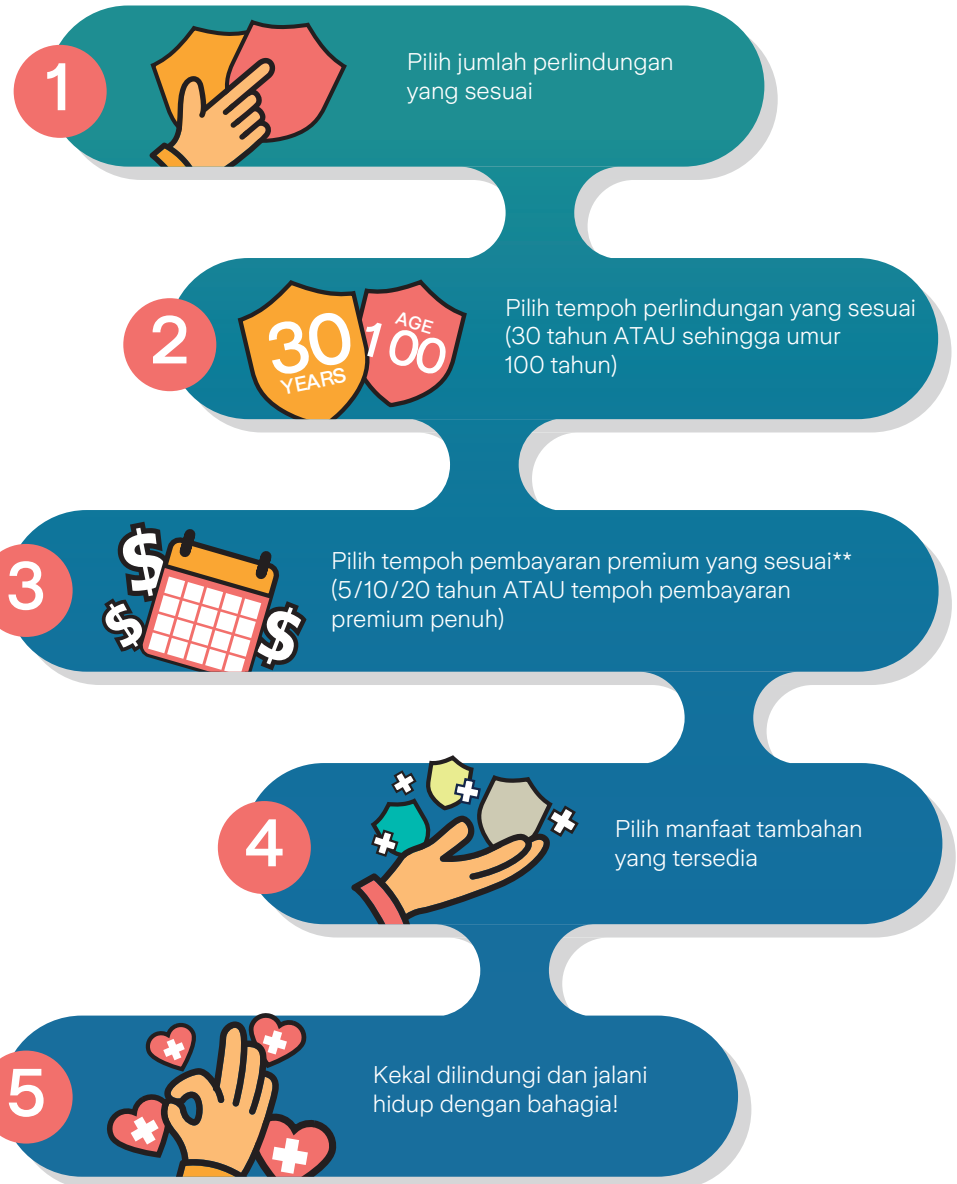 1
Pilih jumlah perlindungan
yang sesuai
2
30
YEARS
AGE
100
Pilih tempoh perlindungan yang sesuai
(30 tahun ATAU sehingga umur
100 tahun)
3
$
$
$
Pilih tempoh pembayaran premium yang sesuai**
(5/10/20 tahun ATAU tempoh pembayaran
premium penuh)
4
Pilih manfaat tambahan
yang tersedia
5
Kekal dilindungi dan jalani
hidup dengan bahagia!